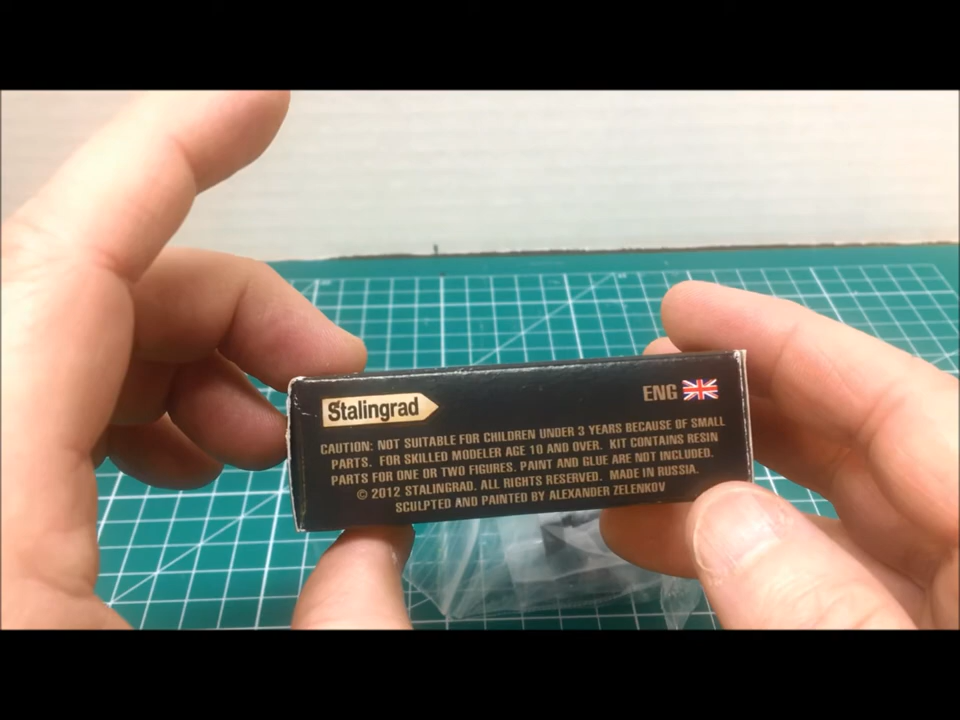 Stalingrad
ENG
CAUTION: NOT SUITABLE FOR CHILDREN UNDER 3 YEARS BECAUSE OF SMALL
PARTS. FOR SKILLED MODELER AGE 10 AND OVER. KIT CONTAINS RESIN
PARTS FOR ONE OR TWO FIGURES. PAINT AND GLUE ARE NOT INCLUDED.
© 2012 STALINGRAD. ALL RIGHTS RESERVED. MADE IN RUSSIA.
SCULPTED AND PAINTED BY ALEXANDER ZELENKOV